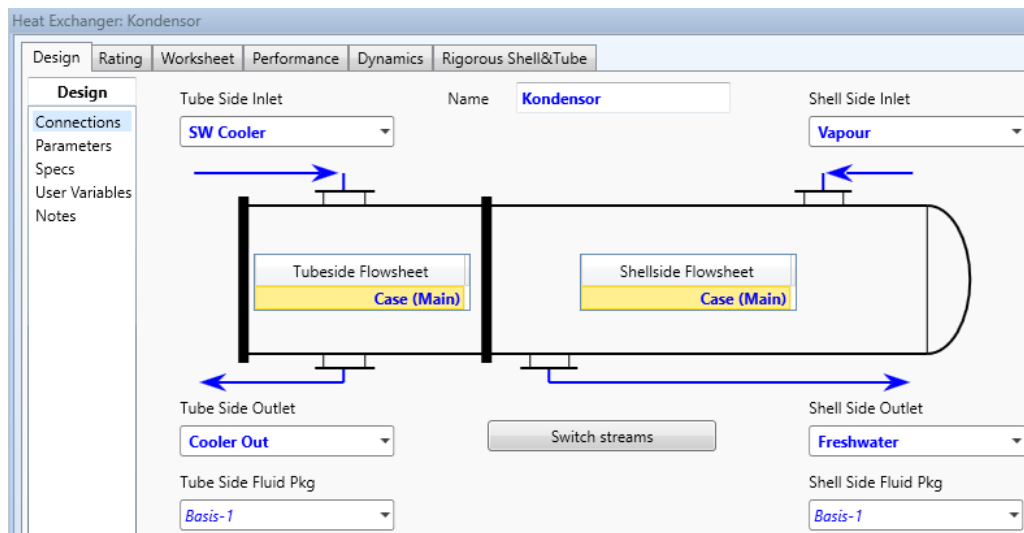 Heat Exchanger: Kondensor
Design Rating Worksheet Performance Dynamics Rigorous Shell&Tube
Design
Connections
Parameters
Specs
User Variables
Notes
Tube Side Inlet
SW Cooler
Name Kondensor
Shell Side Inlet
Vapour
Tubeside Flowsheet
Case (Main)
Shellside Flowsheet
Case (Main)
Tube Side Outlet
Cooler Out
Switch streams
Shell Side Outlet
Freshwater
Tube Side Fluid Pkg
Basis-1
Shell Side Fluid Pkg
Basis-1